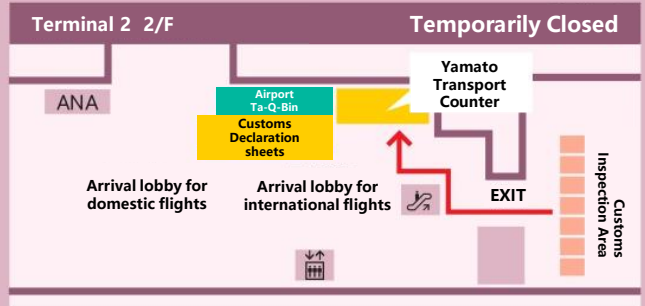 Terminal 2 2/F
Temporarily Closed
Yamato
Transport
Counter
ANA
Airport
Ta-Q-Bin
Customs
Declaration
sheets
Arrival lobby for
domestic flights
Arrival lobby for
international flights
EXIT
Customs
Inspection Area